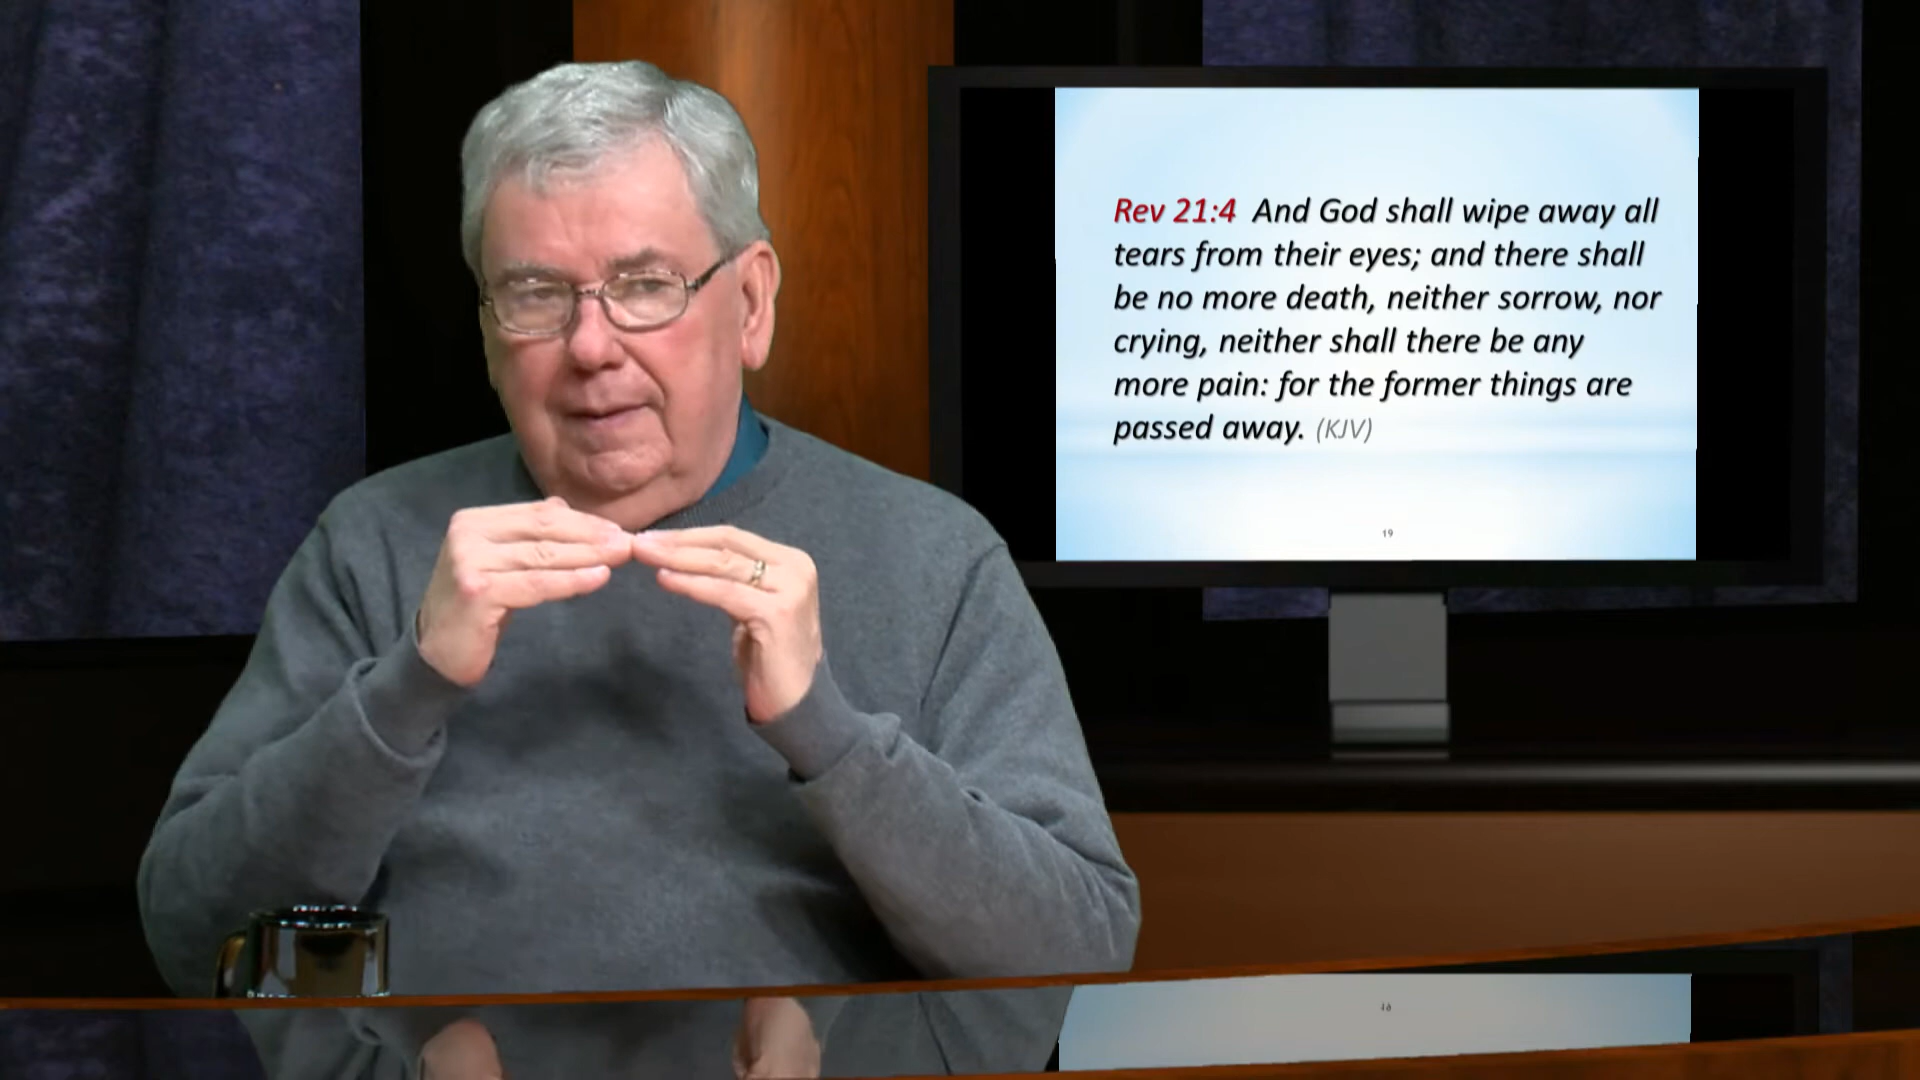 Rev 21:4 And God shall wipe away all
tears from their eyes; and there shall
be no more death, neither sorrow, nor
crying, neither shall there be any
more pain: for the former things are
passed away. (KJV)
19